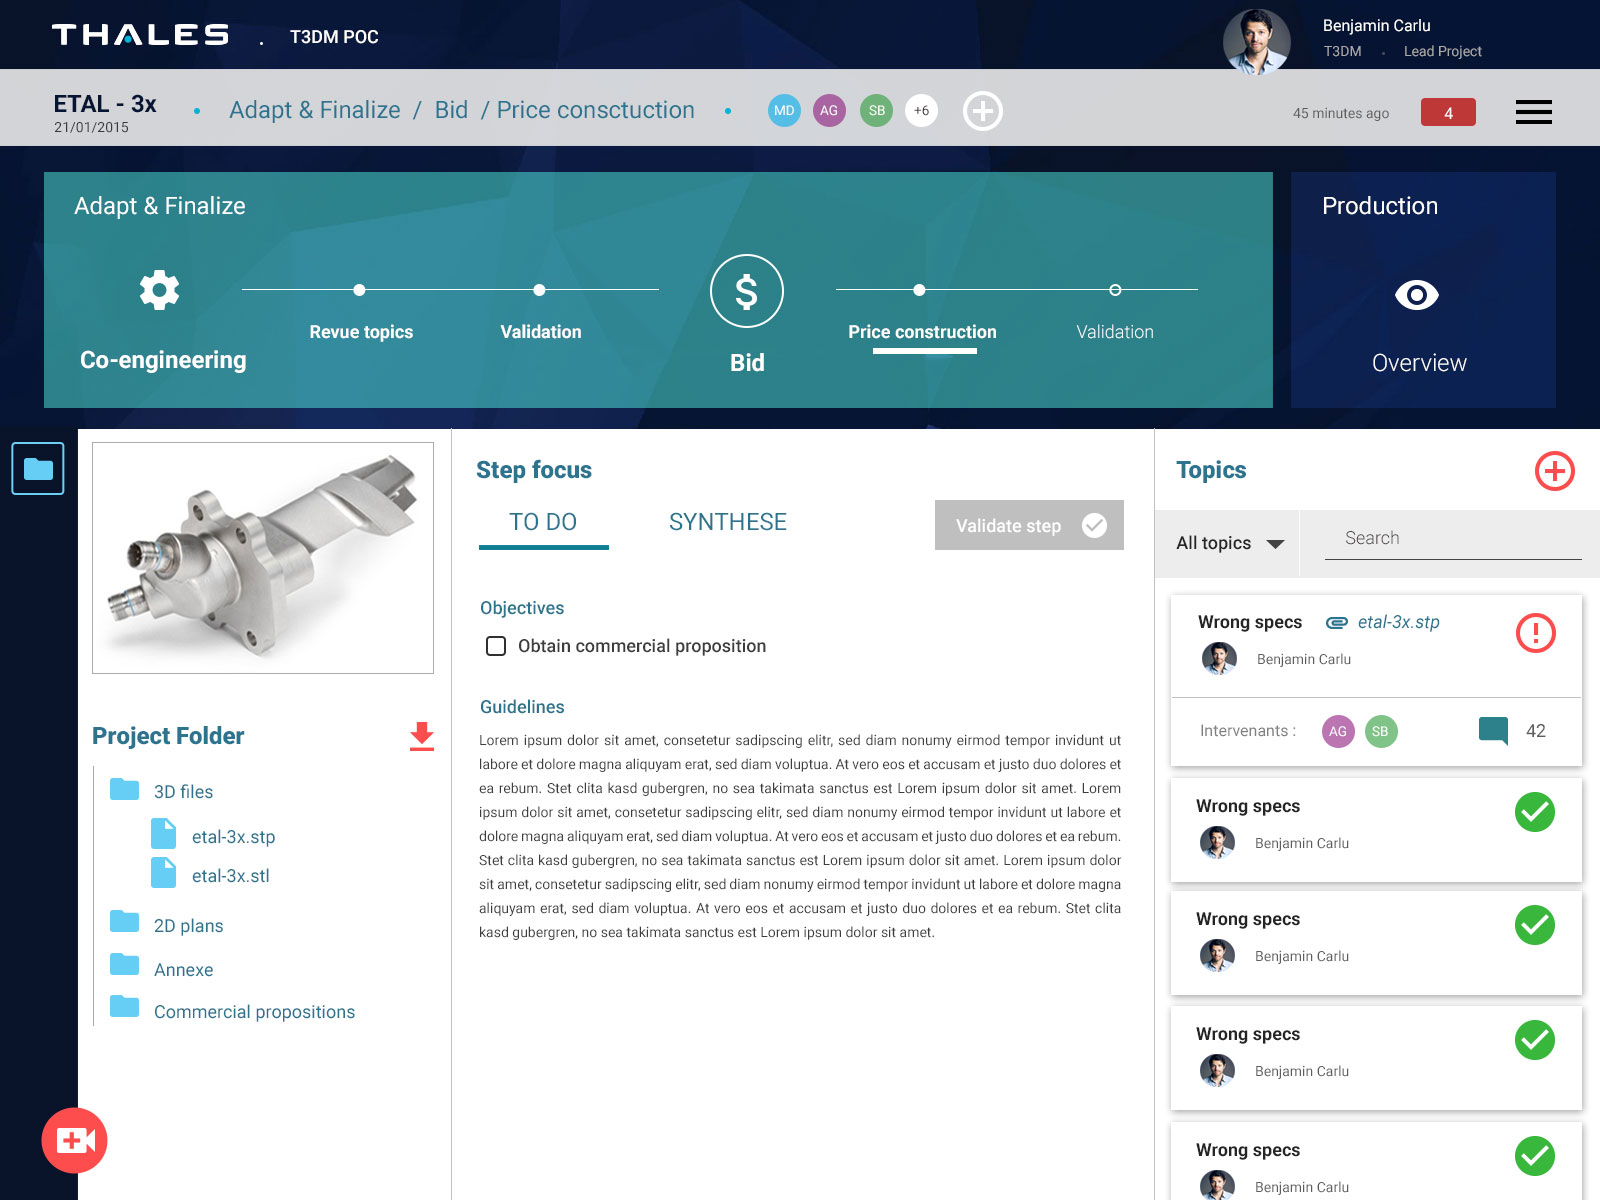 THALES . T3DM POC
Benjamin Carlu
T3DM Lead Project
ETAL - 3x
21/01/2015
Adapt & Finalize / Bid / Price consctuction
MD AG SB +6
45 minutes ago
4
Adapt & Finalize
Co-engineering
Revue topics
Validation
$
Bid
Price construction
Validation
Production
Overview
Project Folder
3D files
etal-3x.stp
etal-3x.stl
2D plans
Annexe
Commercial propositions
Step focus
TO DO SYNTHESE
Validate step
Objectives
Obtain commercial proposition
Guidelines
Lorem ipsum dolor sit amet, consetetur sadipscing elitr, sed diam nonumy eirmod tempor invidunt ut
labore et dolore magna aliquyam erat, sed diam voluptua. At vero eos et accusam et justo duo dolores et
ea rebum. Stet clita kasd gubergren, no sea takimata sanctus est Lorem ipsum dolor sit amet. Lorem
ipsum dolor sit amet, consetetur sadipscing elitr, sed diam nonumy eirmod tempor invidunt ut labore et
dolore magna aliquyam erat, sed diam voluptua. At vero eos et accusam et justo duo dolores et ea rebum.
Stet clita kasd gubergren, no sea takimata sanctus est Lorem ipsum dolor sit amet. Lorem ipsum dolor
sit amet, consetetur sadipscing elitr, sed diam nonumy eirmod tempor invidunt ut labore et dolore magna
aliquyam erat, sed diam voluptua. At vero eos et accusam et justo duo dolores et ea rebum. Stet clita
kasd gubergren, no sea takimata sanctus est Lorem ipsum dolor sit amet.
Topics
All topics
Search
Wrong specs etal-3x.stp
Benjamin Carlu
Intervenants : AG SB 42
Wrong specs
Benjamin Carlu
Wrong specs
Benjamin Carlu
Wrong specs
Benjamin Carlu
Wrong specs
Benjamin Carlu